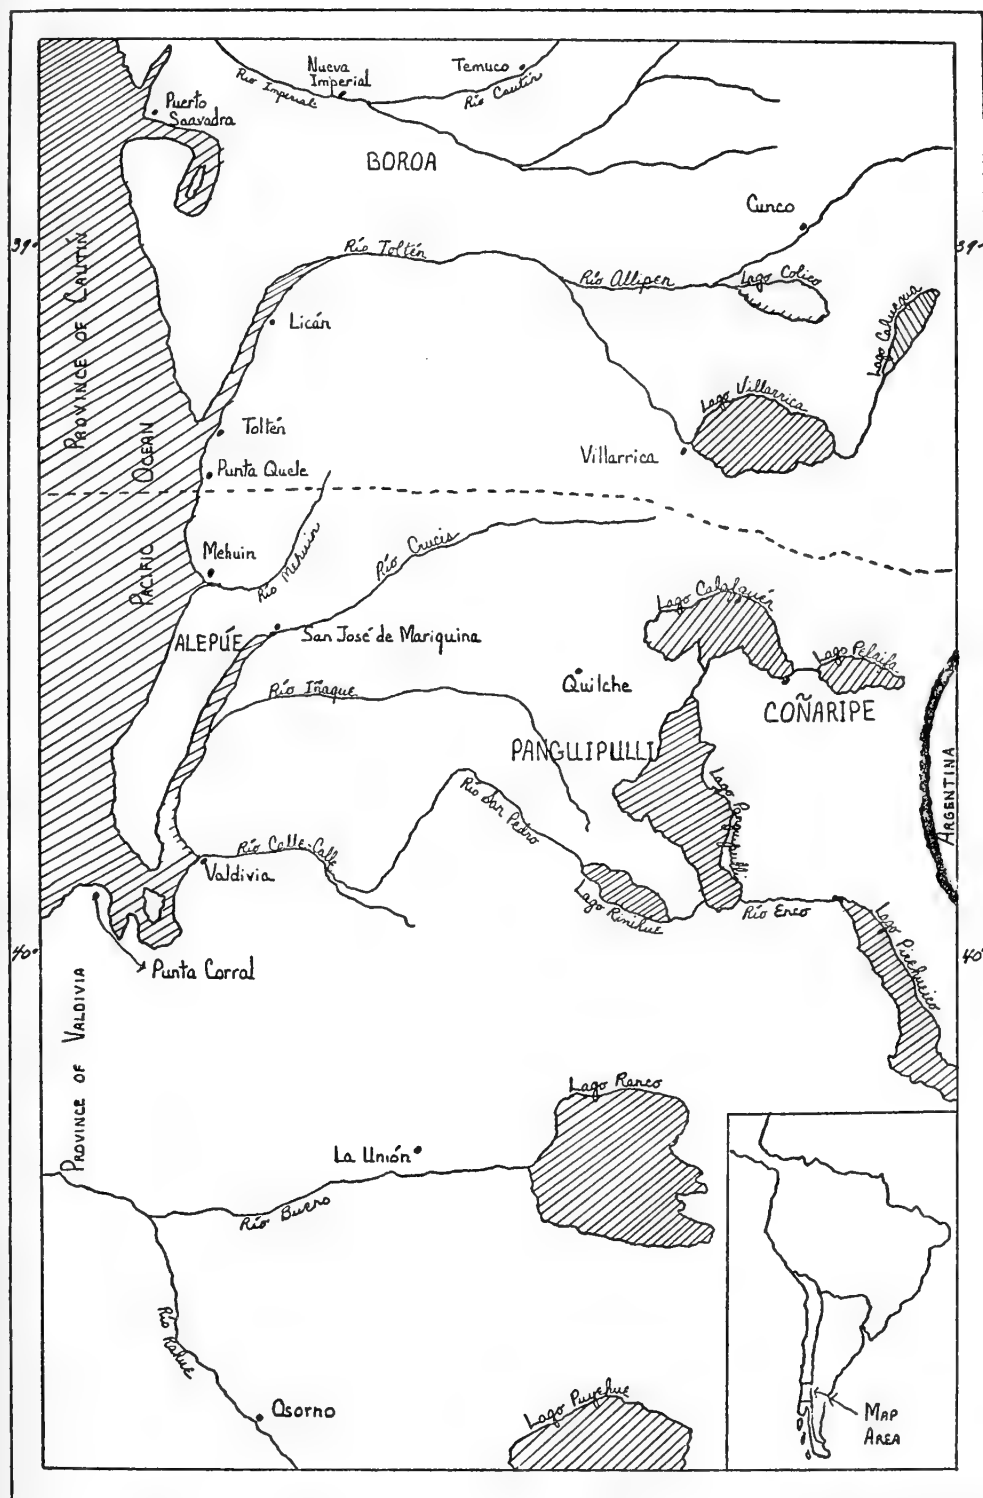 Nueva
Imperial
Temuco
Río Imperial
Río Cautín
Puerto
Saavadra
BOROA
Cunco
39°
39°
Río Toltén
Río Allipen
Lago Colico
Licán
PROVINCE OF CAUTÍN
Lago Villarrica
Toltén
Villarrica
Punta Quele
PACIFIC OCEAN
Mehuin
Río Mehuin
Río Crucis
Lago Calafquén
ALEPÚE
San José de Mariquina
Lago Pelaifa
Quilche
Río Iñaque
COÑARIPE
PANGUIPULLI
Lago Panguipulli
ARGENTINA
Río San Pedro
Río Calle-Calle
Valdivia
Lago Rinihue
Río Enco
Lago Pirehueico
40°
40°
Punta Corral
PROVINCE OF VALDIVIA
Lago Ranco
La Unión
Río Bueno
Río Rahue
Osorno
Lago Puyehue
MAP
AREA